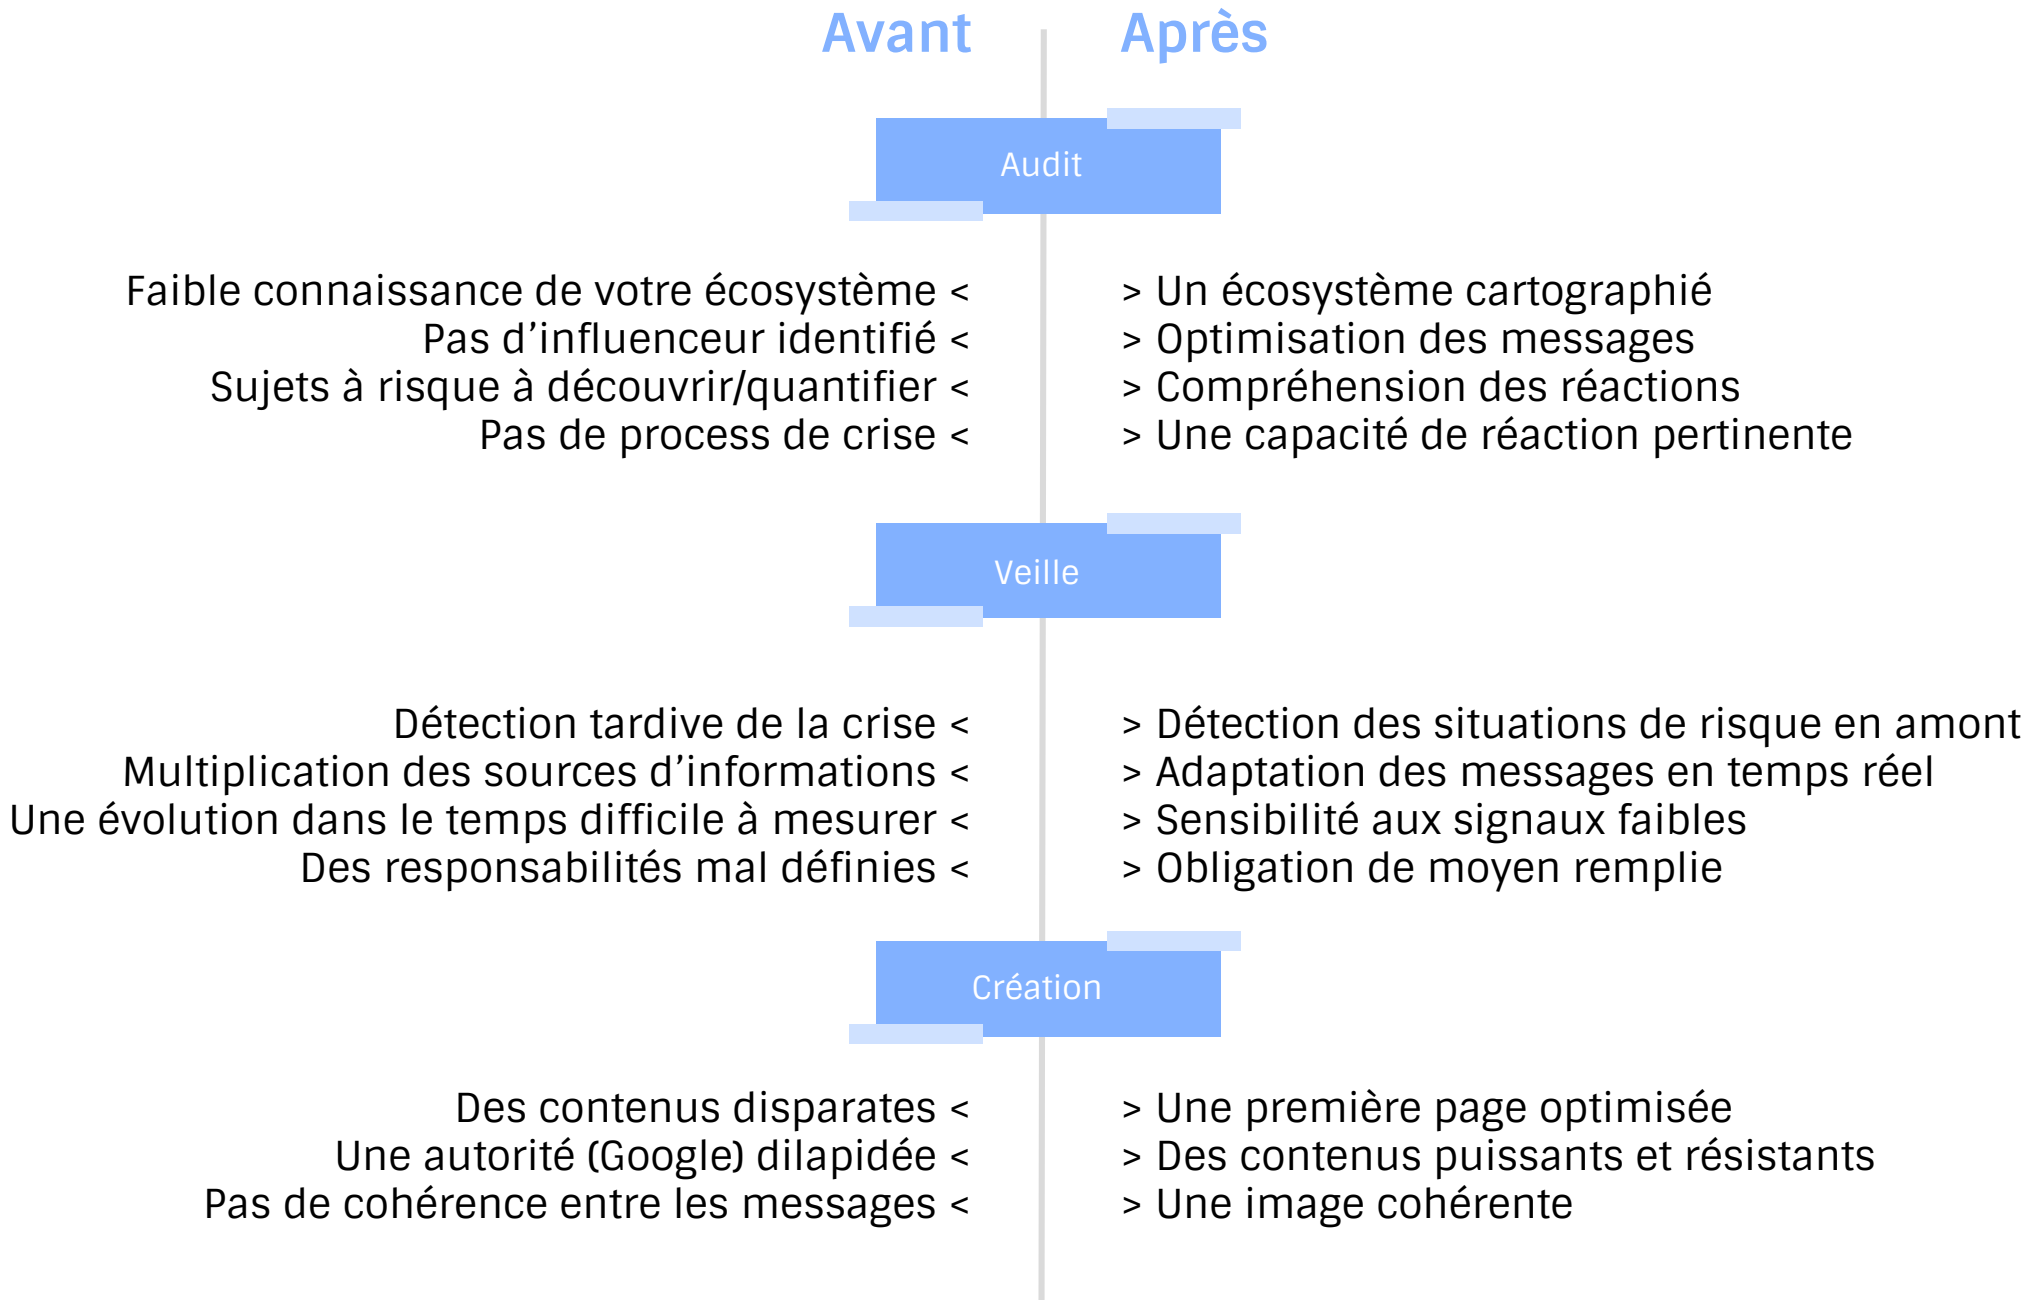 Avant
Après
Audit
Faible connaissance de votre écosystème <
Pas d’influenceur identifié <
Sujets à risque à découvrir/quantifier <
Pas de process de crise <
> Un écosystème cartographié
> Optimisation des messages
> Compréhension des réactions
> Une capacité de réaction pertinente
Veille
Détection tardive de la crise <
Multiplication des sources d’informations <
Une évolution dans le temps difficile à mesurer <
Des responsabilités mal définies <
> Détection des situations de risque en amont
> Adaptation des messages en temps réel
> Sensibilité aux signaux faibles
> Obligation de moyen remplie
Création
Des contenus disparates <
Une autorité (Google) dilapidée <
Pas de cohérence entre les messages <
> Une première page optimisée
> Des contenus puissants et résistants
> Une image cohérente